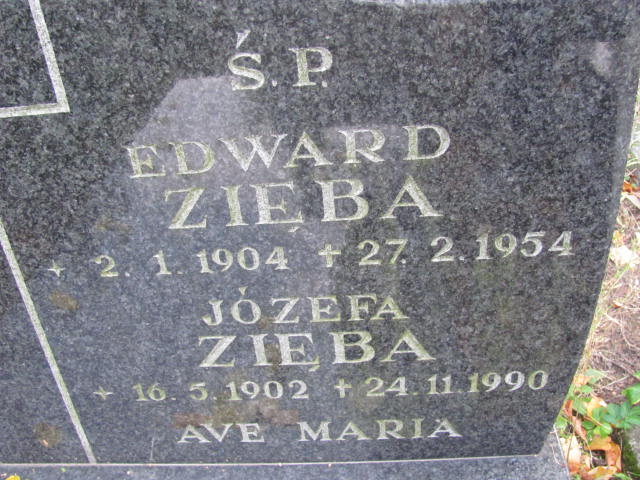 Ś.P.
EDWARD
ZIĘBA
+ 2. 1. 1904 + 27. 2. 1954
JÓZEFA
ZIĘBA
+ 16. 5. 1902 + 24. 11. 1990
AVE MARIA